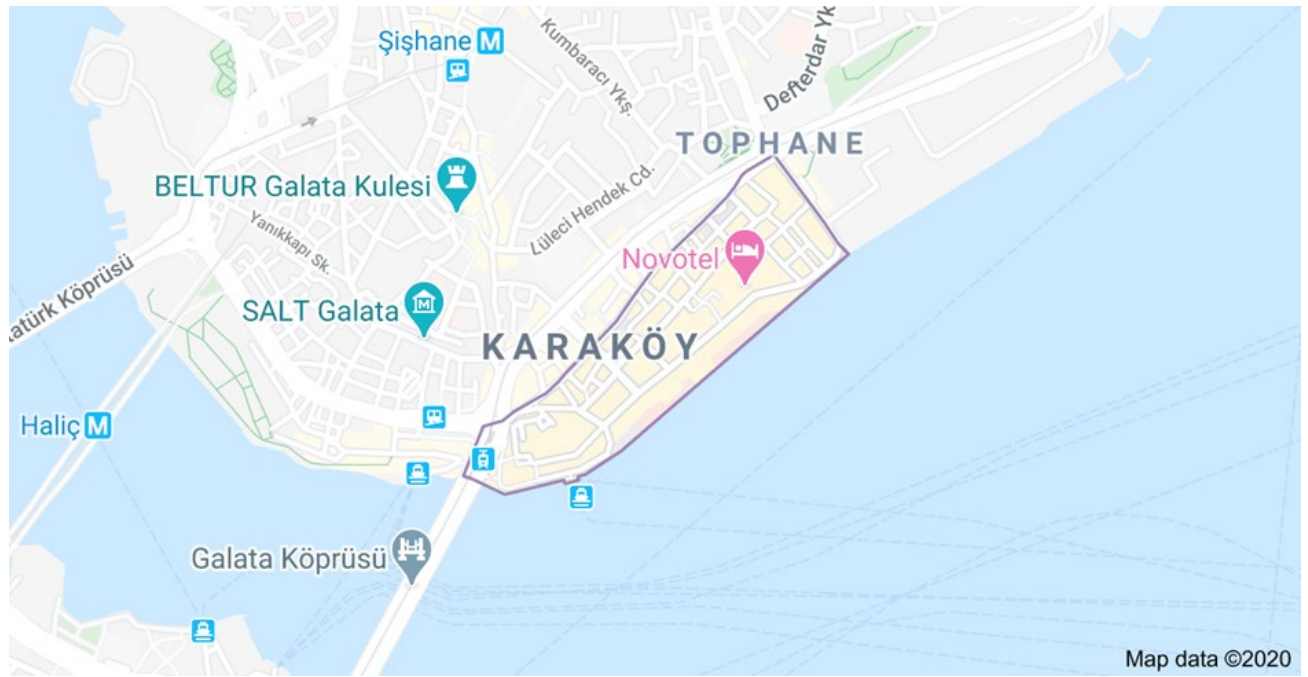 Şişhane M
Kumbaracı Ykş.
Defterdar Yk
TOPHANE
BELTUR Galata Kulesi
Lüleci Hendek Cd.
Yanıkkapı Sk.
Novotel
atatürk Köprüsü
SALT Galata
M
KARAKÖY
Haliç M
Galata Köprüsü
Map data ©2020